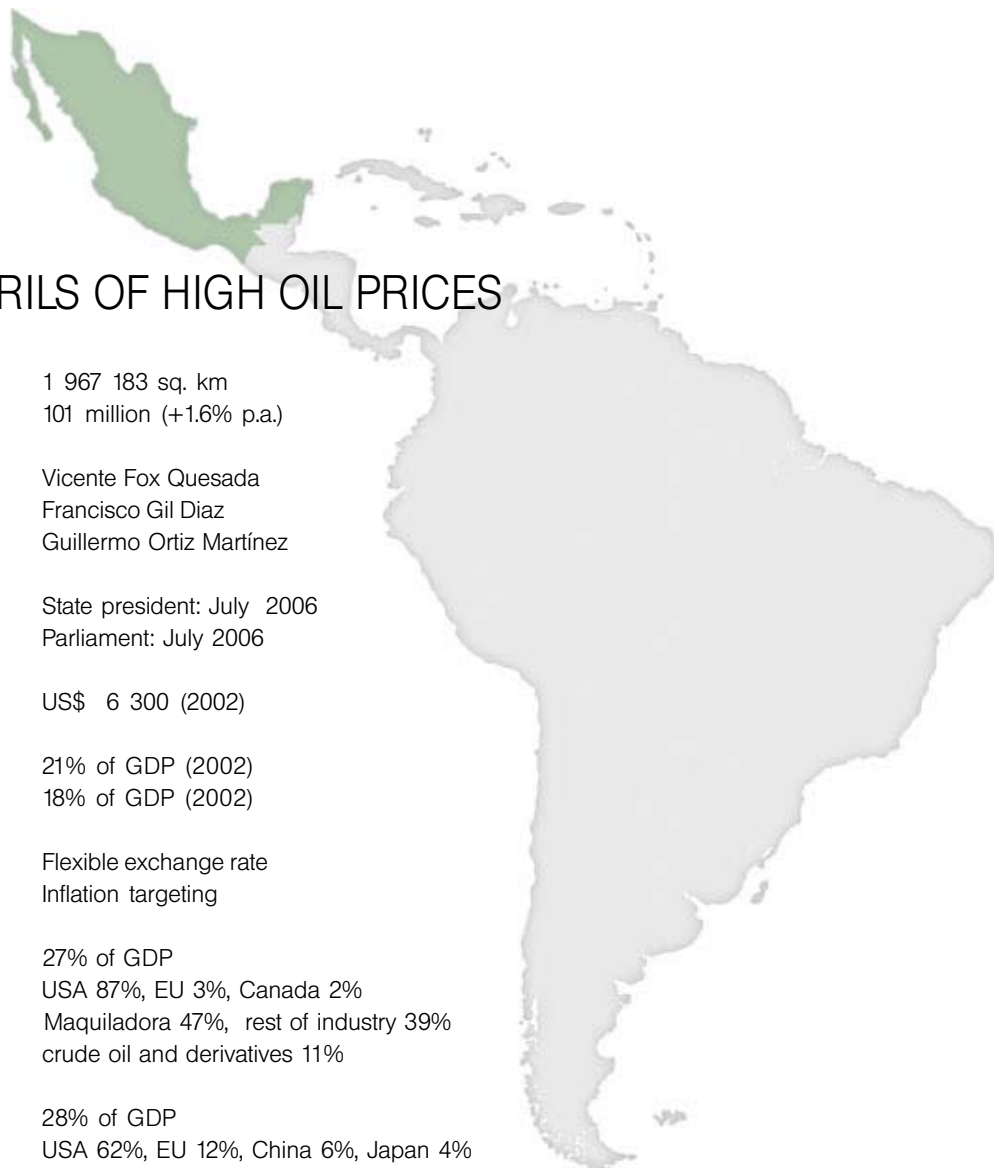 RILS OF HIGH OIL PRICES
1 967 183 sq. km
101 million (+1.6% p.a.)
Vicente Fox Quesada
Francisco Gil Diaz
Guillermo Ortiz Martínez
State president: July 2006
Parliament: July 2006
US$ 6 300 (2002)
21% of GDP (2002)
18% of GDP (2002)
Flexible exchange rate
Inflation targeting
27% of GDP
USA 87%, EU 3%, Canada 2%
Maquiladora 47%, rest of industry 39%
crude oil and derivatives 11%
28% of GDP
USA 62%, EU 12%, China 6%, Japan 4%